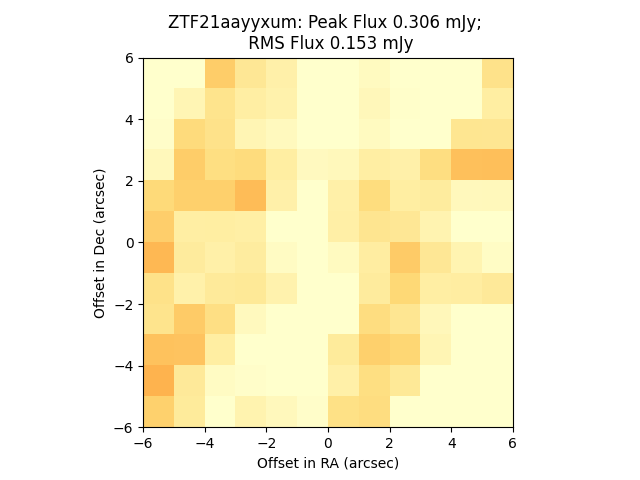 ZTF21aayyxum: Peak Flux 0.306 mJy;
RMS Flux 0.153 mJy
6
4
2
0
−2
−4
−6
Offset in Dec (arcsec)
−6 −4 −2 0 2 4 6
Offset in RA (arcsec)